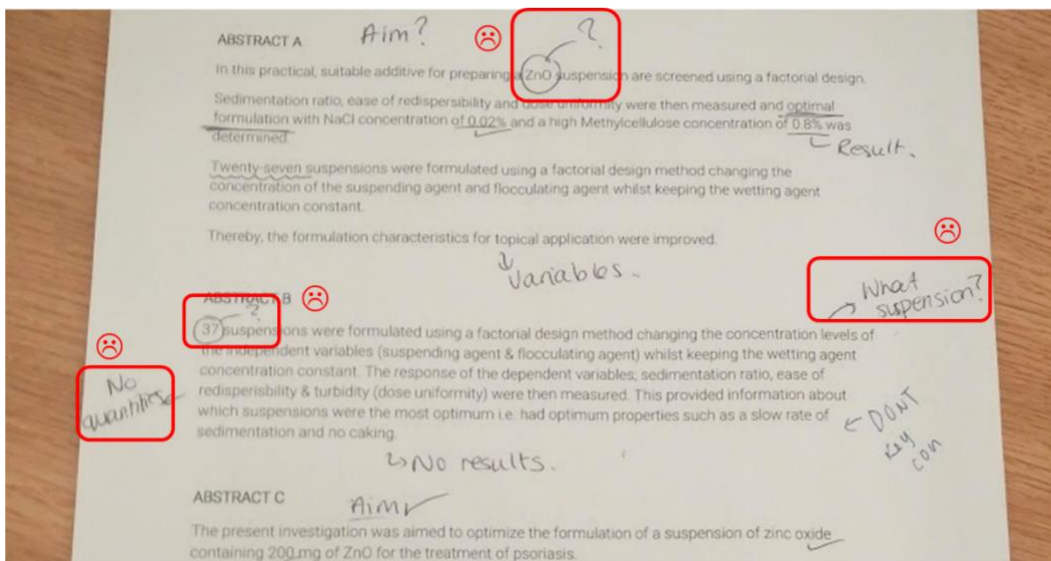 ABSTRACT A Aim? ?
In this practical, suitable additive for preparing a ZnO suspension are screened using a factorial design.
Sedimentation ratio, ease of redispersibility and dose uniformity were then measured and optimal
formulation with NaCl concentration of 0.02% and a high Methylcellulose concentration of 0.8% was
determined.
Result.
Twenty-seven suspensions were formulated using a factorial design method changing the
concentration of the suspending agent and flocculating agent whilst keeping the wetting agent
concentration constant.
Thereby, the formulation characteristics for topical application were improved.
Variables.
What
suspension?
ABSTRACT B
?
37 suspensions were formulated using a factorial design method changing the concentration levels of
the independent variables (suspending agent & flocculating agent) whilst keeping the wetting agent
concentration constant. The response of the dependent variables; sedimentation ratio, ease of
redisperisbility & turbidity (dose uniformity) were then measured. This provided information about
which suspensions were the most optimum i.e. had optimum properties such as a slow rate of
sedimentation and no caking.
No
quantities
DONT
key
con
No results.
ABSTRACT C Aim
The present investigation was aimed to optimize the formulation of a suspension of zinc oxide
containing 200 mg of ZnO for the treatment of psoriasis.